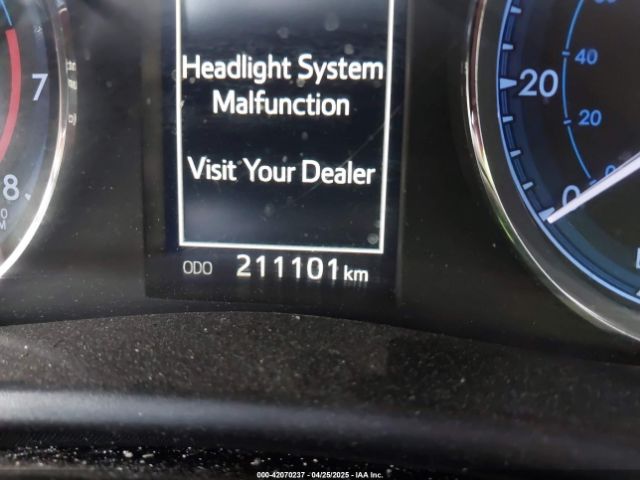 Headlight System
Malfunction
Visit Your Dealer
ODO 211101 km
7
8
20
0
40
20
000-42070237 - 04/25/2025 - IAA Inc.